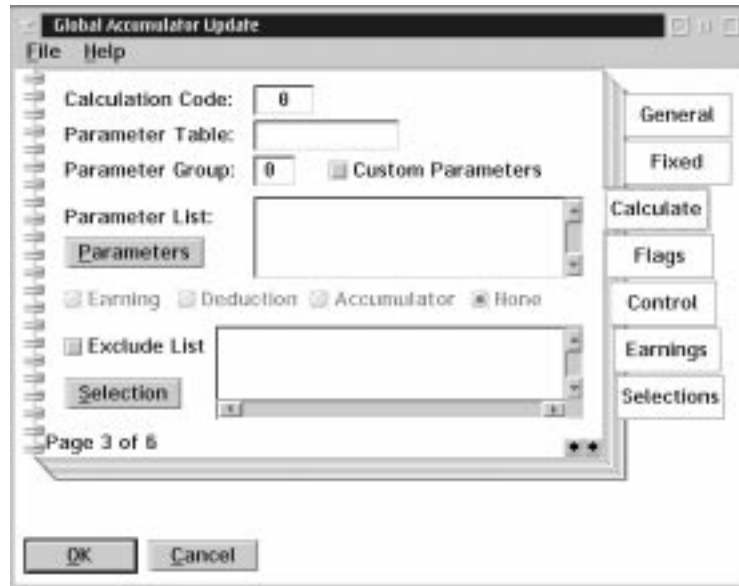 Global Accumulator Update
File Help
Calculation Code: 0
Parameter Table:
Parameter Group: 0 Custom Parameters
Parameter List:
Parameters
Earning Deduction Accumulator None
Exclude List
Selection
Page 3 of 6
General
Fixed
Calculate
Flags
Control
Earnings
Selections
OK Cancel